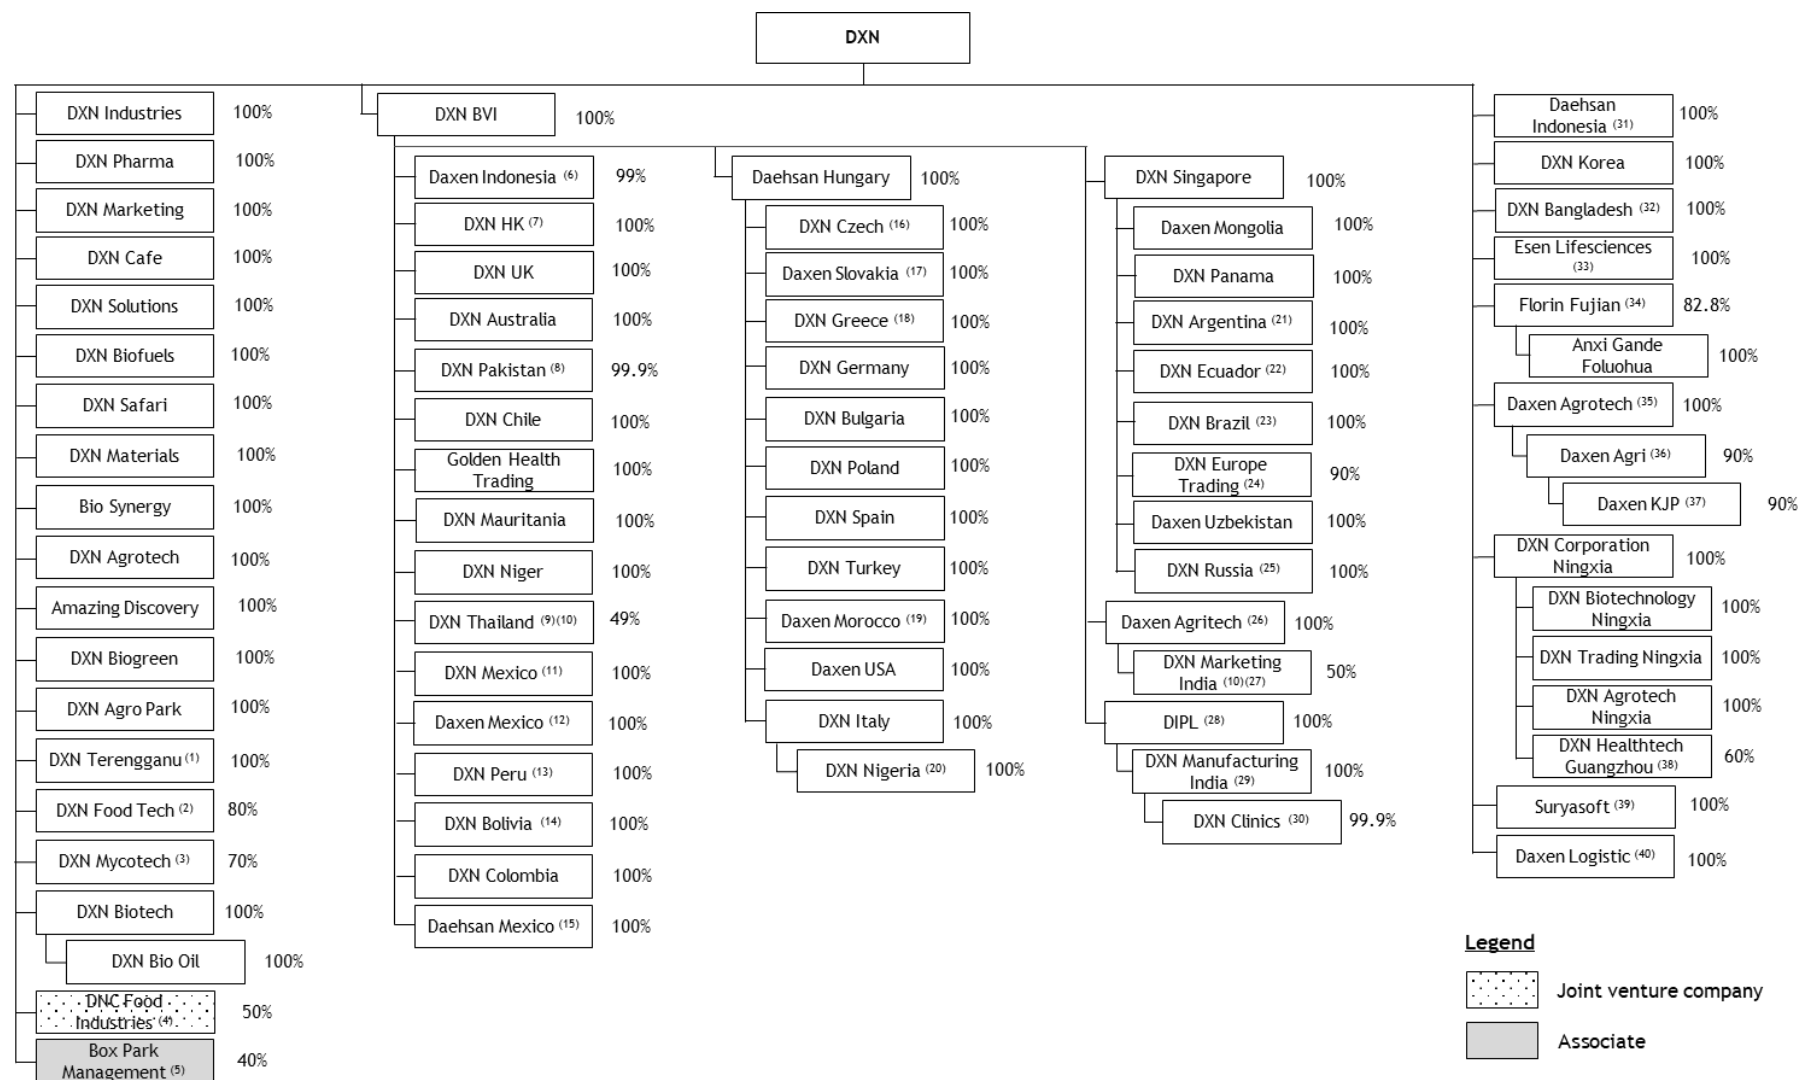 DXN
DXN Industries 100%
DXN Pharma 100%
DXN Marketing 100%
DXN Cafe 100%
DXN Solutions 100%
DXN Biofuels 100%
DXN Safari 100%
DXN Materials 100%
Bio Synergy 100%
DXN Agrotech 100%
Amazing Discovery 100%
DXN Biogreen 100%
DXN Agro Park 100%
DXN Terengganu (1) 100%
DXN Food Tech (2) 80%
DXN Mycotech (3) 70%
DXN Biotech 100%
DXN Bio Oil 100%
DNC Food
Industries (4) 50%
Box Park
Management (5) 40%
DXN BVI 100%
Daxen Indonesia (6) 99%
DXN HK (7) 100%
DXN UK 100%
DXN Australia 100%
DXN Pakistan (8) 99.9%
DXN Chile 100%
Golden Health
Trading 100%
DXN Mauritania 100%
DXN Niger 100%
DXN Thailand (9)(10) 49%
DXN Mexico (11) 100%
Daxen Mexico (12) 100%
DXN Peru (13) 100%
DXN Bolivia (14) 100%
DXN Colombia 100%
Daehsan Mexico (15) 100%
Daehsan Hungary 100%
DXN Czech (16) 100%
Daxen Slovakia (17) 100%
DXN Greece (18) 100%
DXN Germany 100%
DXN Bulgaria 100%
DXN Poland 100%
DXN Spain 100%
DXN Turkey 100%
Daxen Morocco (19) 100%
Daxen USA 100%
DXN Italy 100%
DXN Nigeria (20) 100%
DXN Singapore 100%
Daxen Mongolia 100%
DXN Panama 100%
DXN Argentina (21) 100%
DXN Ecuador (22) 100%
DXN Brazil (23) 100%
DXN Europe
Trading (24) 90%
Daxen Uzbekistan 100%
DXN Russia (25) 100%
Daxen Agritech (26) 100%
DXN Marketing
India (10)(27) 50%
DIPL (28) 100%
DXN Manufacturing
India (29) 100%
DXN Clinics (30) 99.9%
Daehsan
Indonesia (31) 100%
DXN Korea 100%
DXN Bangladesh (32) 100%
Esen Lifesciences
(33) 100%
Florin Fujian (34) 82.8%
Anxi Gande
Foluohua 100%
Daxen Agrotech (35) 100%
Daxen Agri (36) 90%
Daxen KJP (37) 90%
DXN Corporation
Ningxia 100%
DXN Biotechnology
Ningxia 100%
DXN Trading Ningxia 100%
DXN Agrotech
Ningxia 100%
DXN Healthtech
Guangzhou (38) 60%
Suryasoft (39) 100%
Daxen Logistic (40) 100%
Legend
Joint venture company
Associate